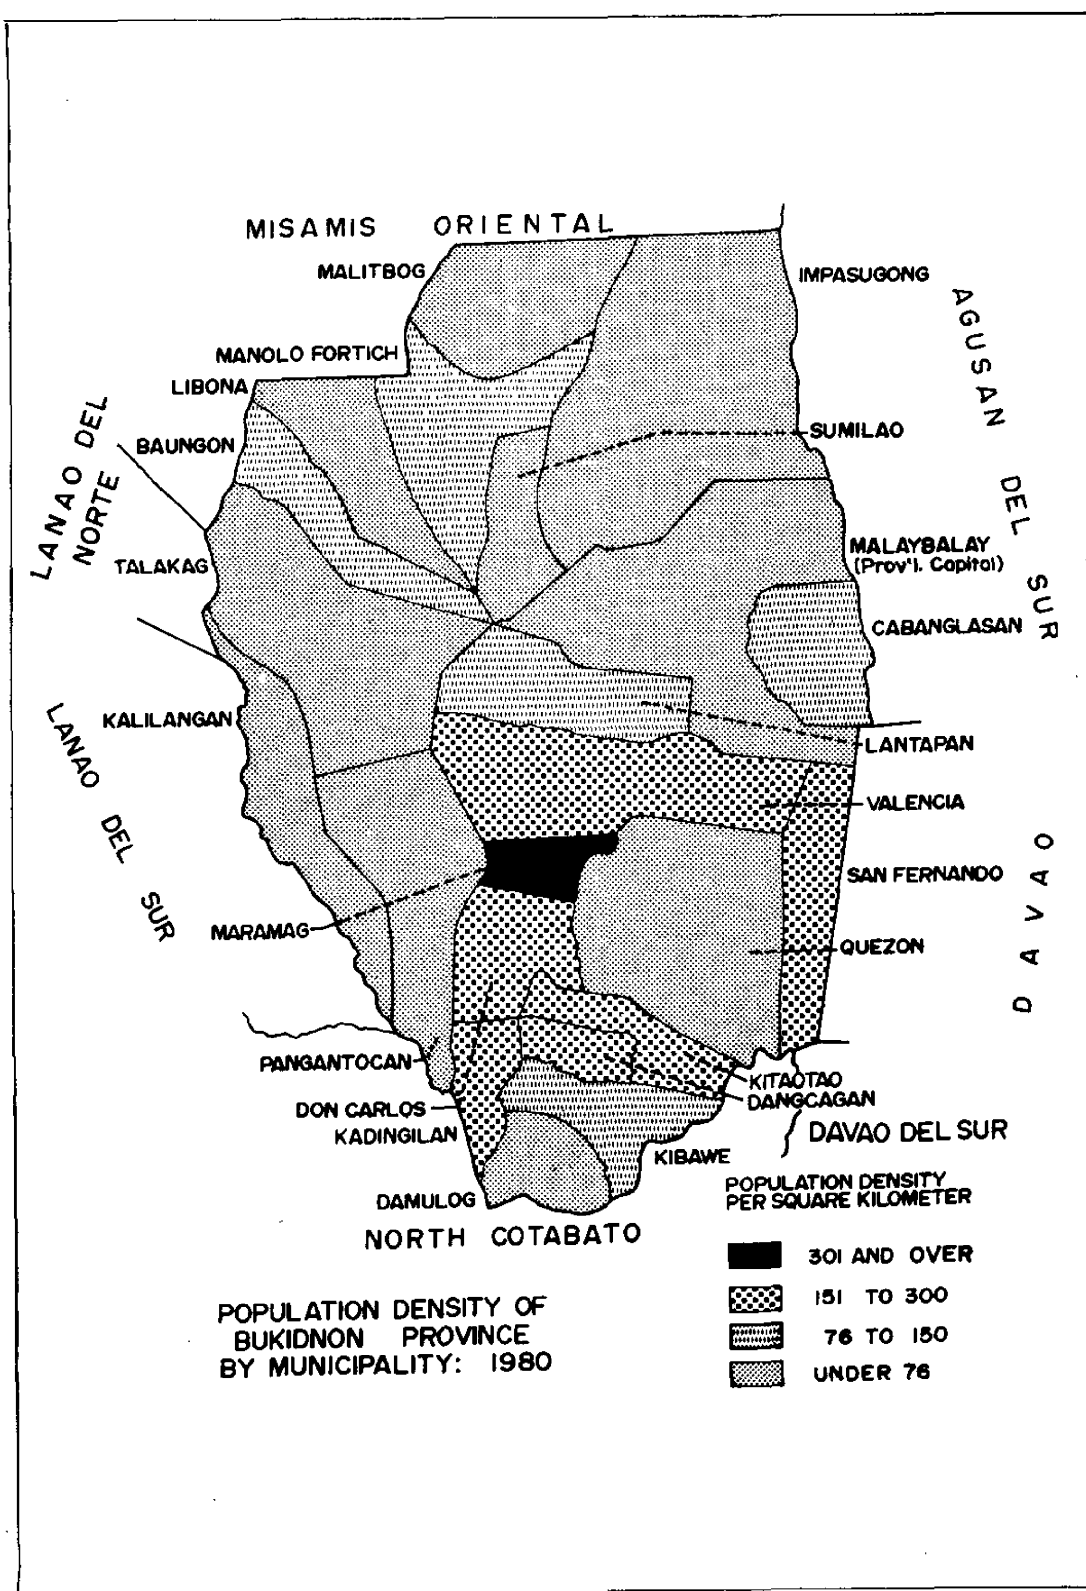 MISAMIS ORIENTAL
MALITBOG
IMPASUGONG
AGUSAN DEL SUR
MANOLO FORTICH
LIBONA
BAUNGON
SUMILAO
LANAO DEL
NORTE
MALAYBALAY
(Prov'l. Capital)
TALAKAG
CABANGLASAN
KALILANGAN
LANAO DEL SUR
LANTAPAN
VALENCIA
DAVAO
SAN FERNANDO
MARAMAG
QUEZON
PANGANTOCAN
KITAOTAO
DANGCAGAN
DON CARLOS
KADINGILAN
DAVAO DEL SUR
KIBAWE
DAMULOG
NORTH COTABATO
POPULATION DENSITY
PER SQUARE KILOMETER
301 AND OVER
151 TO 300
76 TO 150
UNDER 76
POPULATION DENSITY OF
BUKIDNON PROVINCE
BY MUNICIPALITY: 1980